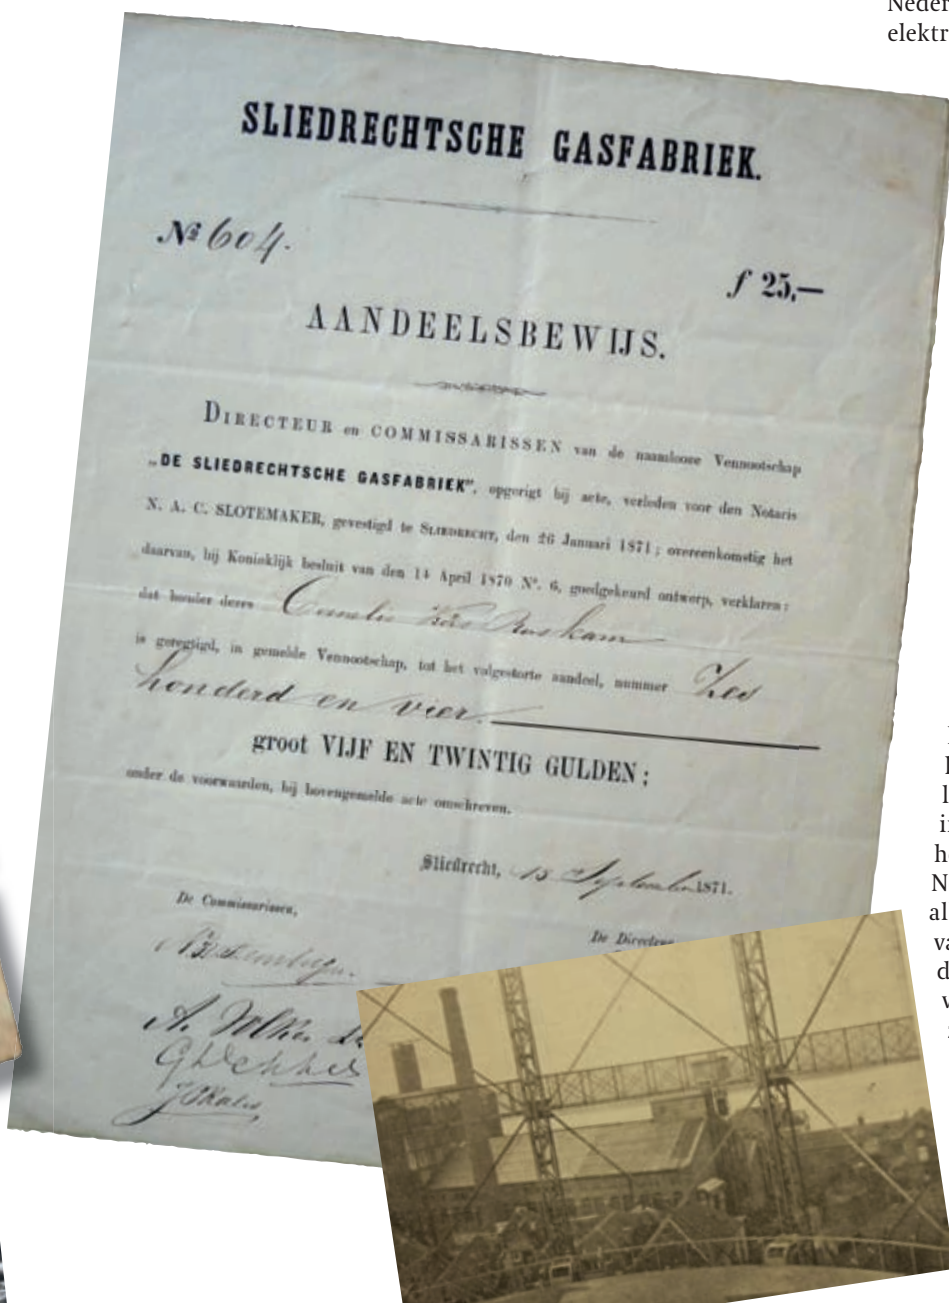 SLIEDRECHTSCHE GASFABRIEK.
№ 604.
f 25,—
AANDEELSBEWIJS.
DIRECTEUR en COMMISSARISSEN van de naamlooze Vennootschap
„DE SLIEDRECHTSCHE GASFABRIEK", opgerigt bij acte, verleden voor den Notaris
N. A. C. SLOTEMAKER, gevestigd te SLIEDRECHT, den 26 Januari 1871; overeenkomstig het
daarvan, bij Koninklijk besluit van den 14 April 1870 N°. 6, goedgekeurd ontwerp, verklaren:
dat houder dezes
is geregtigd, in gemelde Vennootschap, tot het volgestorte aandeel, nummer Zes
honderd en vier.
groot VIJF EN TWINTIG GULDEN;
onder de voorwaarden, bij bovengemelde acte omschreven.
Sliedrecht, 15 September 1871.
De Commissarissen,
De Directeur
A.
Neder
elektr